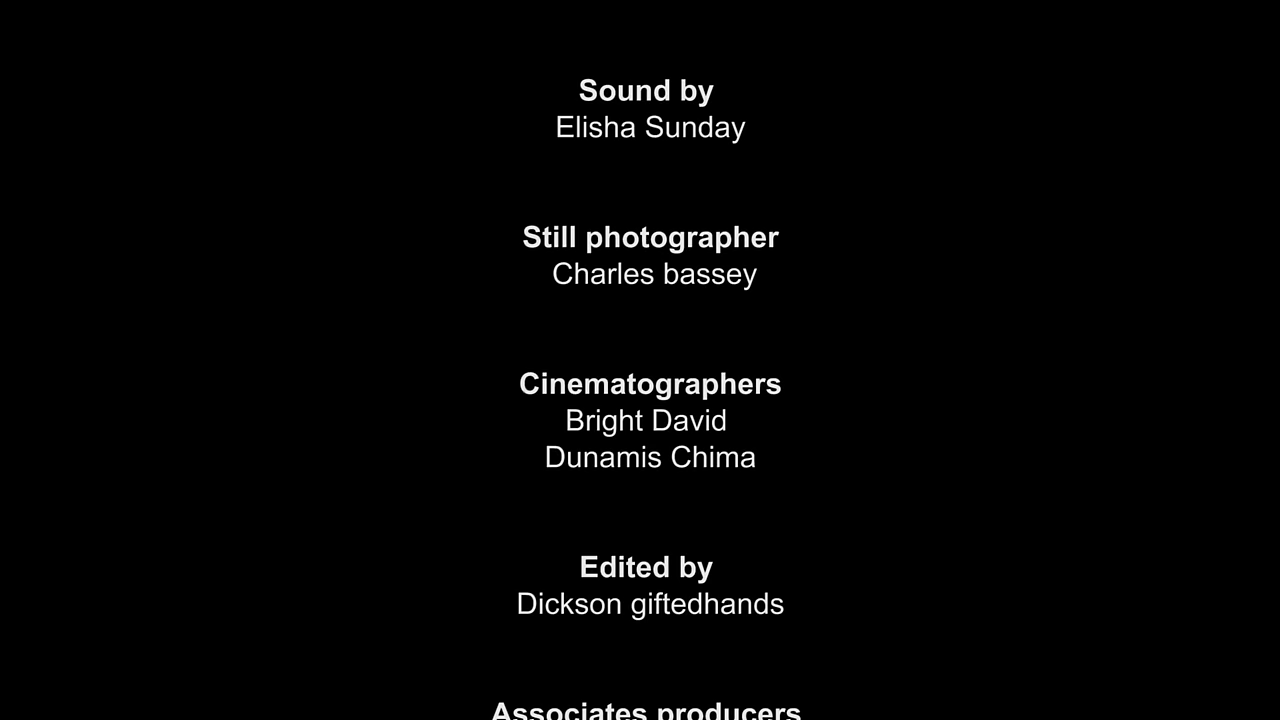 Sound by
Elisha Sunday
Still photographer
Charles bassey
Cinematographers
Bright David
Dunamis Chima
Edited by
Dickson giftedhands
Associates producers